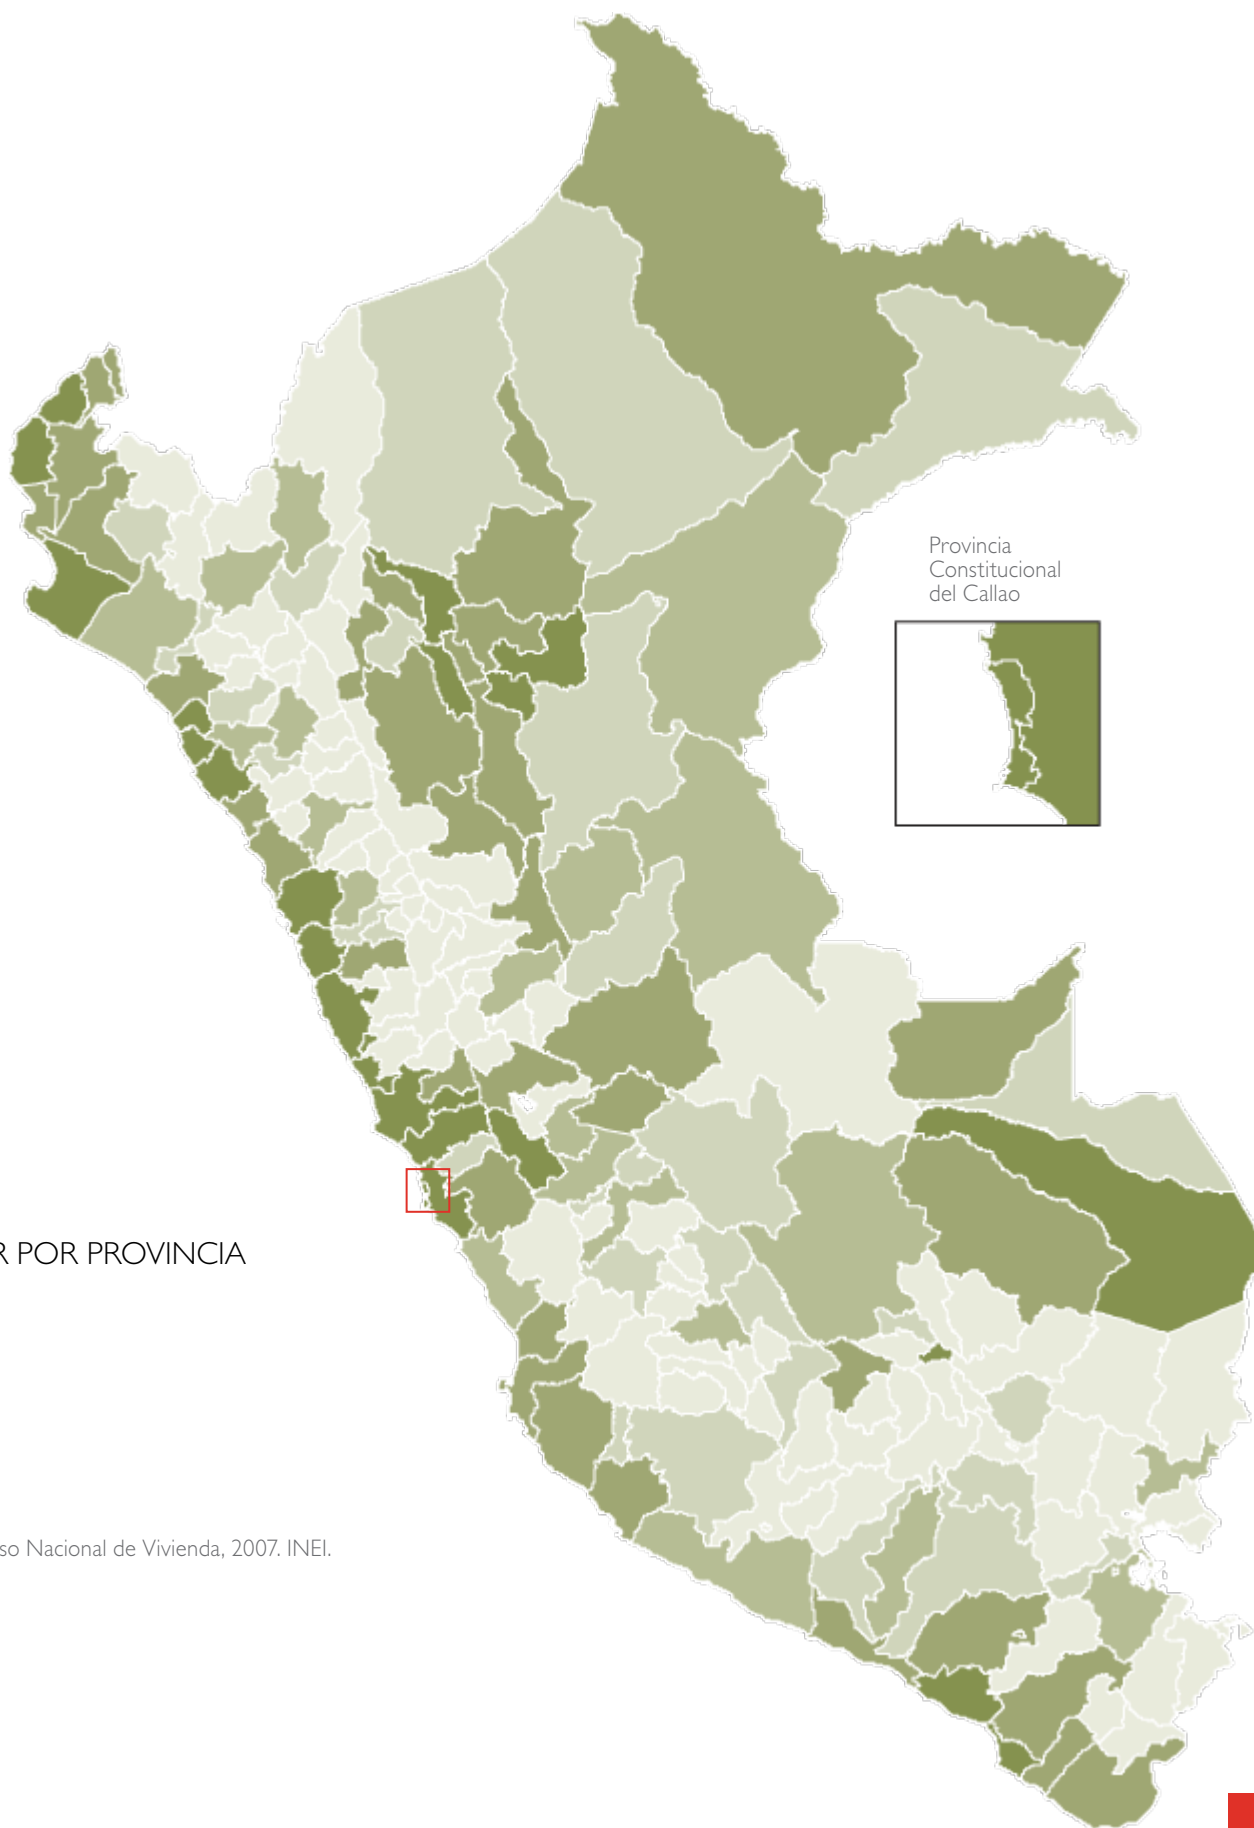 Provincia
Constitucional
del Callao
R POR PROVINCIA
so Nacional de Vivienda, 2007. INEI.